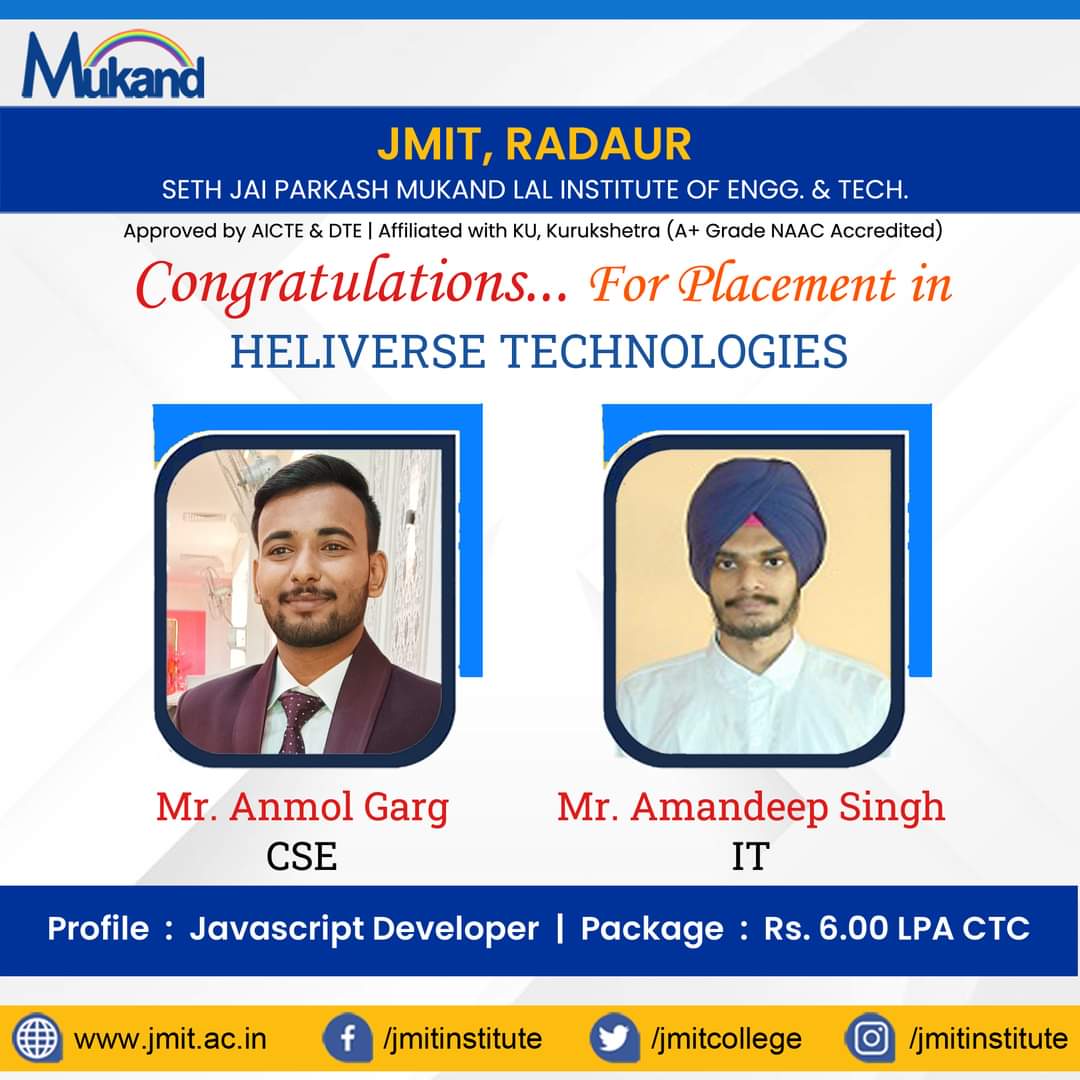 Mukand
JMIT, RADAUR
SETH JAI PARKASH MUKAND LAL INSTITUTE OF ENGG. & TECH.
Approved by AICTE & DTE | Affiliated with KU, Kurukshetra (A+ Grade NAAC Accredited)
Congratulations... For Placement in
HELIVERSE TECHNOLOGIES
Mr. Anmol Garg
CSE
Mr. Amandeep Singh
IT
Profile : Javascript Developer | Package : Rs. 6.00 LPA CTC
www.jmit.ac.in /jmitinstitute /jmitcollege /jmitinstitute